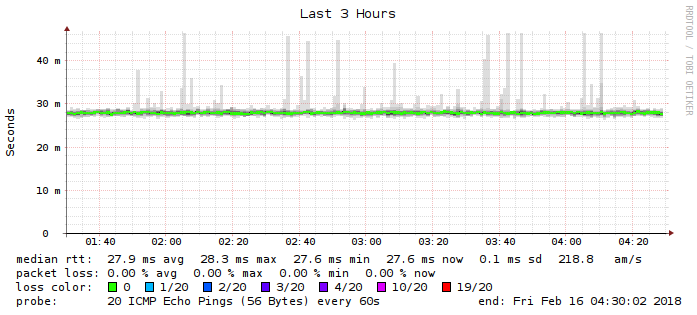 Last 3 Hours
RRDTOOL / TOBI OETIKER
Seconds
40 m
30 m
20 m
10 m
0
01:40 02:00 02:20 02:40 03:00 03:20 03:40 04:00 04:20
median rtt: 27.9 ms avg 28.3 ms max 27.6 ms min 27.6 ms now 0.1 ms sd 218.8 am/s
packet loss: 0.00 % avg 0.00 % max 0.00 % min 0.00 % now
loss color: 0 1/20 2/20 3/20 4/20 10/20 19/20
probe: 20 ICMP Echo Pings (56 Bytes) every 60s end: Fri Feb 16 04:30:02 2018